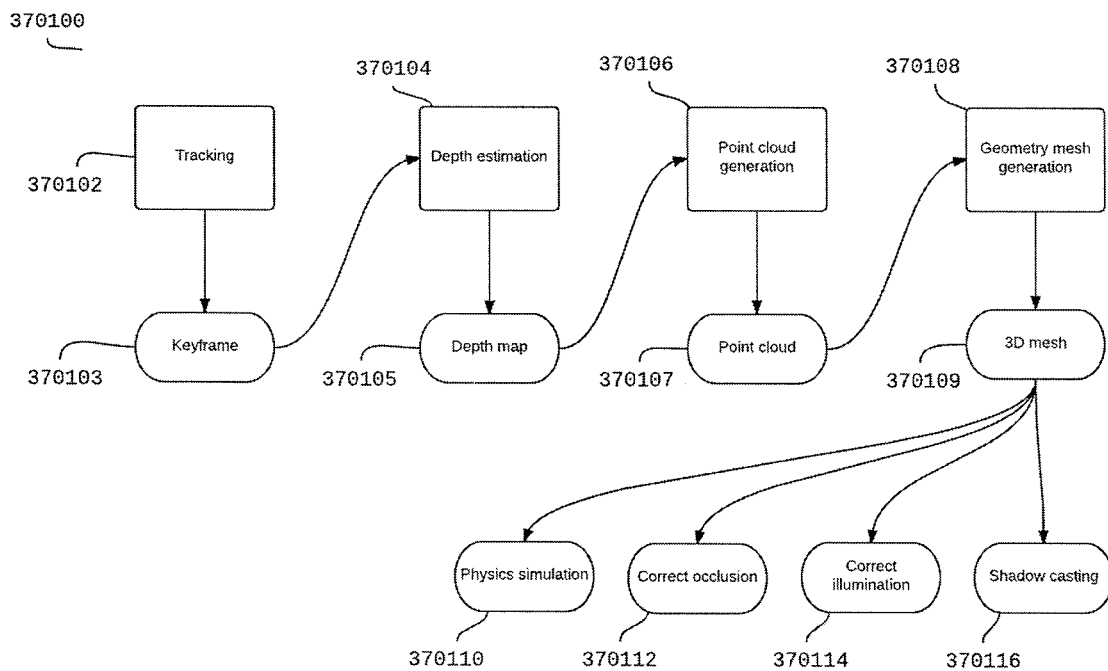 370100
370104
370106
370108
Tracking
Depth estimation
Point cloud
generation
Geometry mesh
generation
370102
Keyframe
Depth map
Point cloud
3D mesh
370103
370105
370107
370109
Physics simulation
Correct occlusion
Correct
illumination
Shadow casting
370110
370112
370114
370116